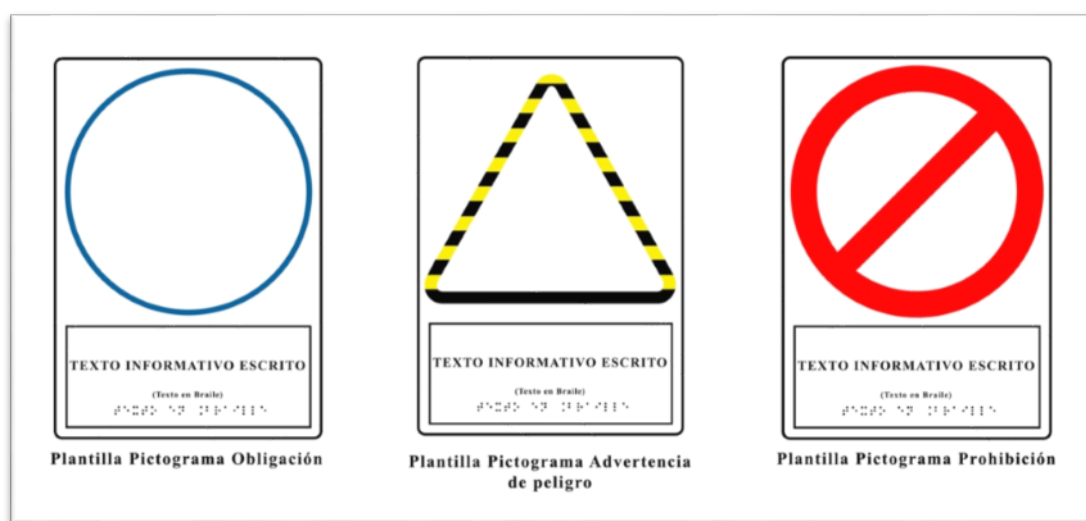 TEXTO INFORMATIVO ESCRITO
(Texto en Braile)
⠞⠑⠭⠞⠕ ⠑⠝ ⠨⠃⠗⠁⠊⠇⠇⠑
Plantilla Pictograma Obligación
TEXTO INFORMATIVO ESCRITO
(Texto en Braile)
⠞⠑⠭⠞⠕ ⠑⠝ ⠨⠃⠗⠁⠊⠇⠇⠑
Plantilla Pictograma Advertencia
de peligro
TEXTO INFORMATIVO ESCRITO
(Texto en Braile)
⠞⠑⠭⠞⠕ ⠑⠝ ⠨⠃⠗⠁⠊⠇⠇⠑
Plantilla Pictograma Prohibición